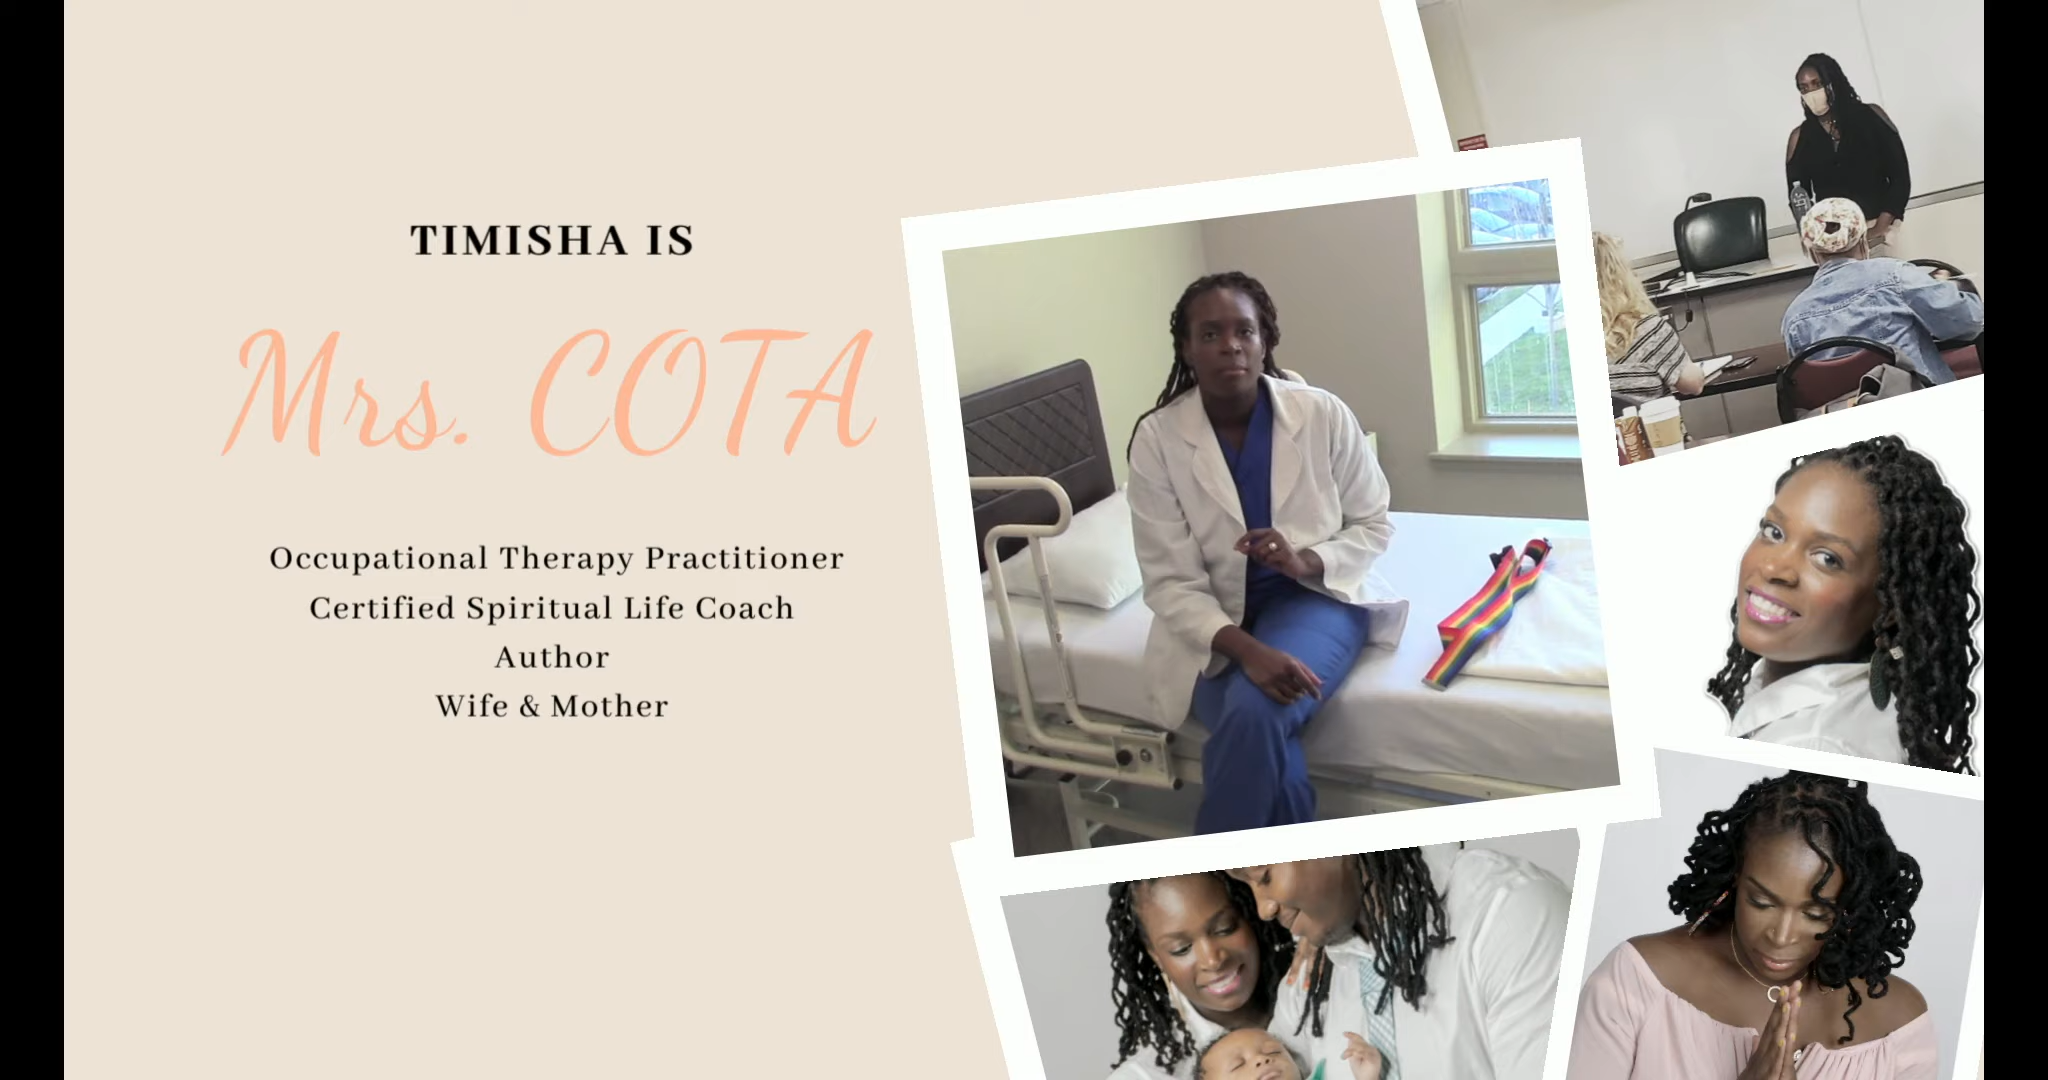 TIMISHA IS
Mrs. COTA
Occupational Therapy Practitioner
Certified Spiritual Life Coach
Author
Wife & Mother